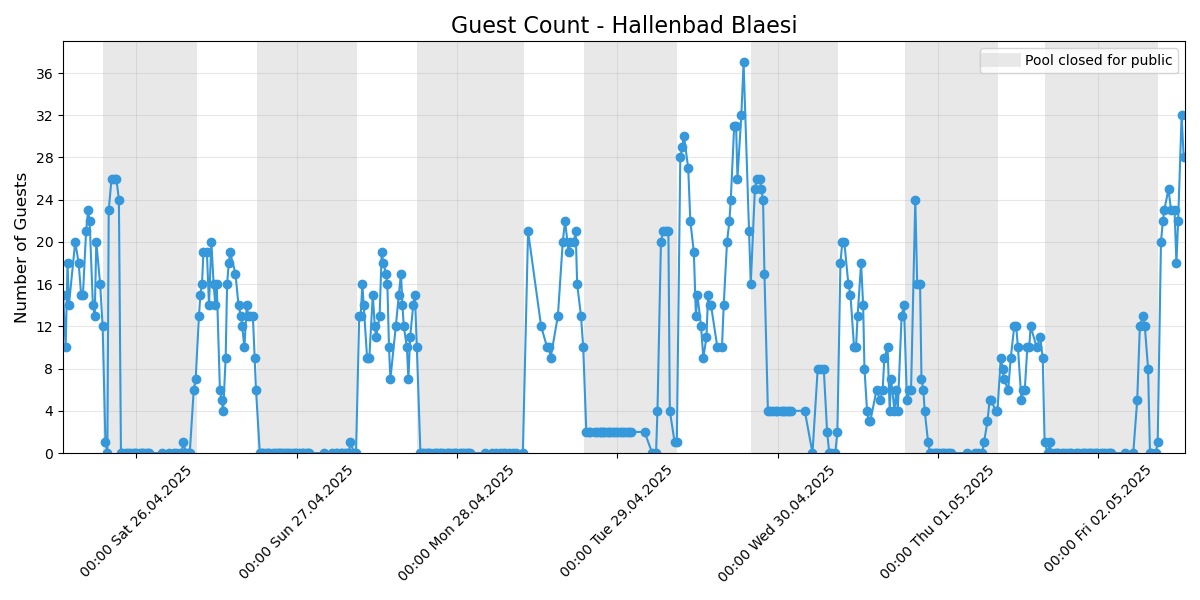 Guest Count - Hallenbad Blaesi
Pool closed for public
Number of Guests
36
32
28
24
20
16
12
8
4
0
00:00 Sat 26.04.2025
00:00 Sun 27.04.2025
00:00 Mon 28.04.2025
00:00 Tue 29.04.2025
00:00 Wed 30.04.2025
00:00 Thu 01.05.2025
00:00 Fri 02.05.2025